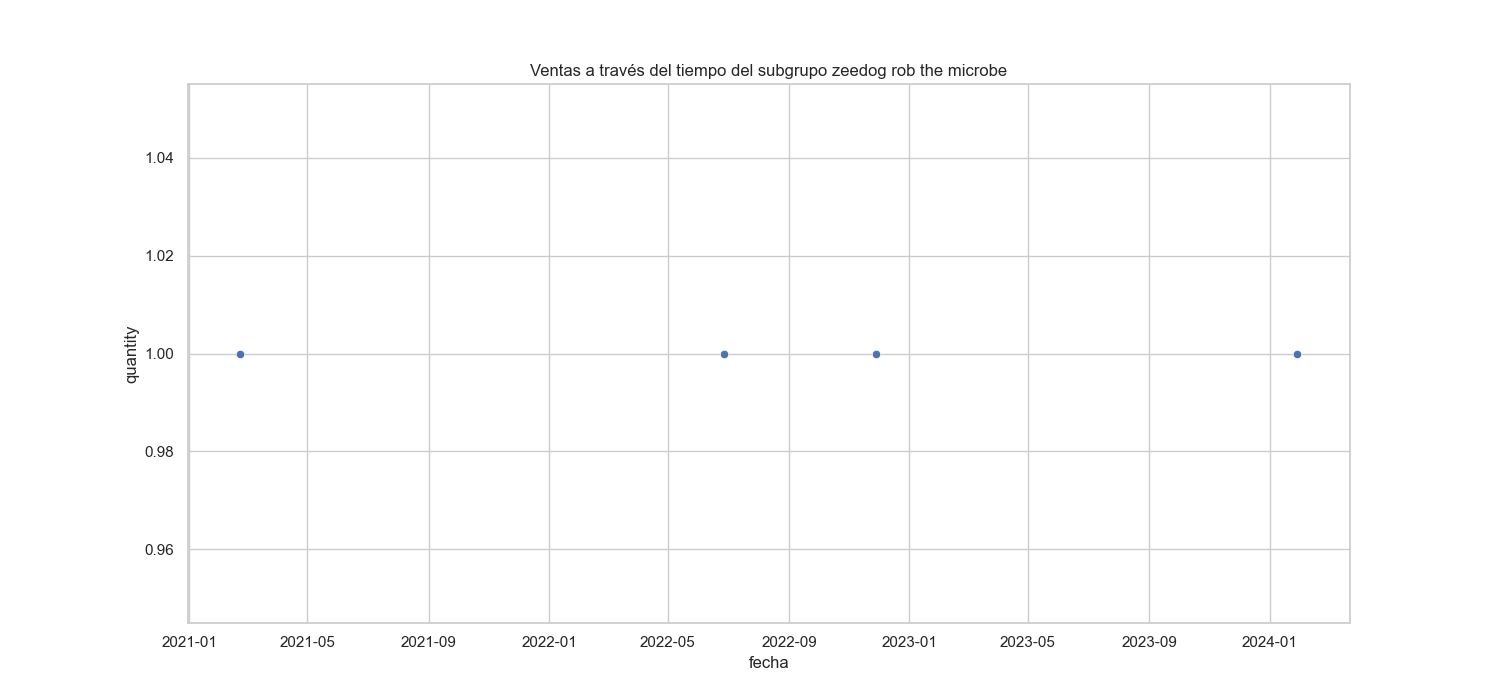 Ventas a través del tiempo del subgrupo zeedog rob the microbe
1.04
1.02
1.00
0.98
0.96
quantity
2021-01 2021-05 2021-09 2022-01 2022-05 2022-09 2023-01 2023-05 2023-09 2024-01
fecha